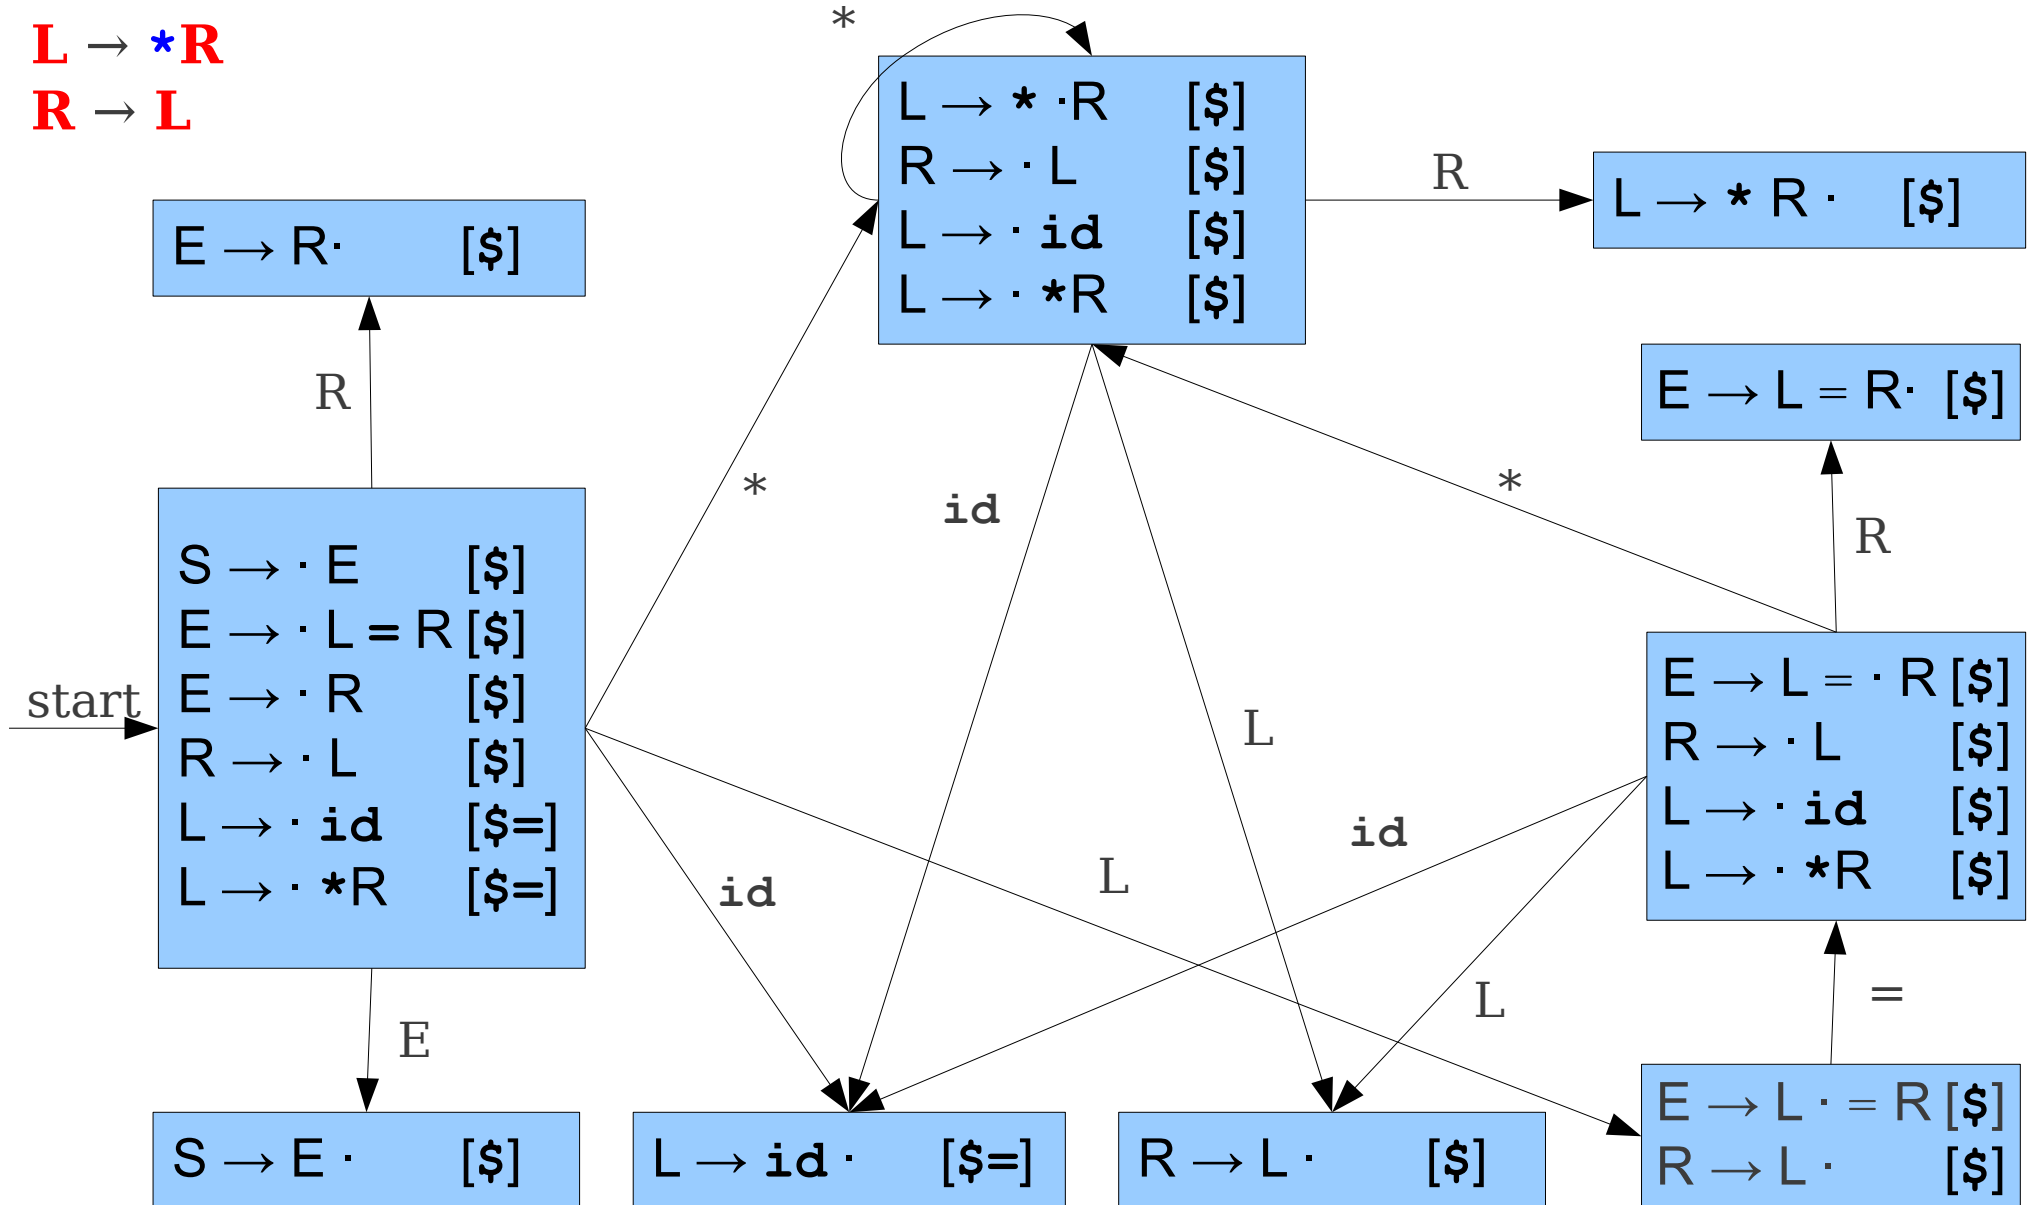 L → *R
R → L
*
L → * ·R [$]
R → · L [$]
L → · id [$]
L → · *R [$]
R
L → * R · [$]
E → R· [$]
R
E → L = R· [$]
*
id
*
R
start
S → · E [$]
E → · L = R [$]
E → · R [$]
R → · L [$]
L → · id [$=]
L → · *R [$=]
L
E → L = · R [$]
R → · L [$]
L → · id [$]
L → · *R [$]
id
L
id
L
=
E
S → E · [$]
L → id · [$=]
R → L · [$]
E → L · = R [$]
R → L · [$]